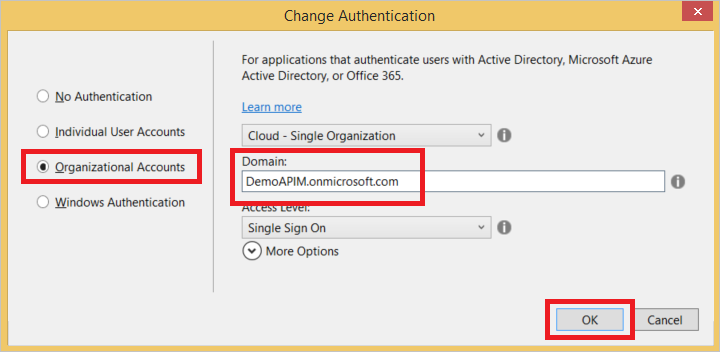 Change Authentication
For applications that authenticate users with Active Directory, Microsoft Azure
Active Directory, or Office 365.
No Authentication
Individual User Accounts
Organizational Accounts
Windows Authentication
Learn more
Cloud - Single Organization
Domain:
DemoAPIM.onmicrosoft.com
Access Level:
Single Sign On
More Options
OK
Cancel